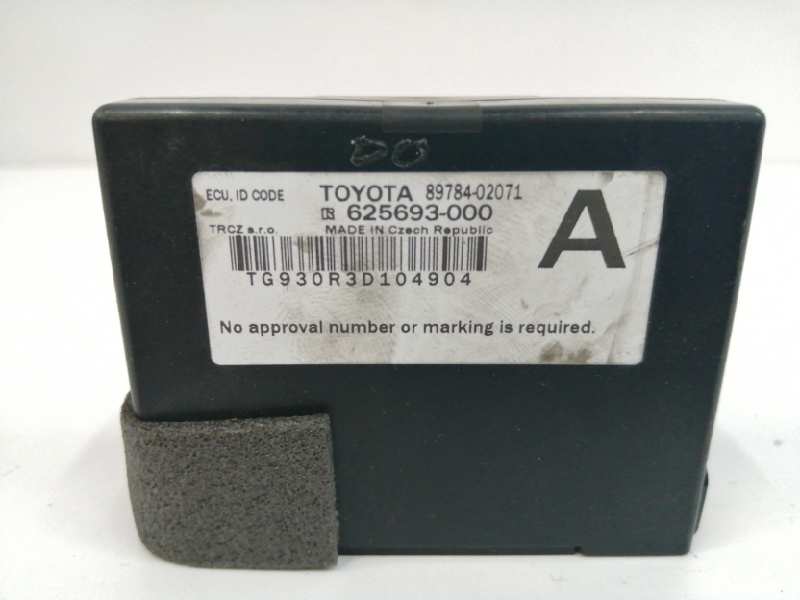 DO
ECU, ID CODE TOYOTA 89784-02071
625693-000
TRCZ s.r.o. MADE IN Czech Republic
A
TG930R3D104904
No approval number or marking is required.